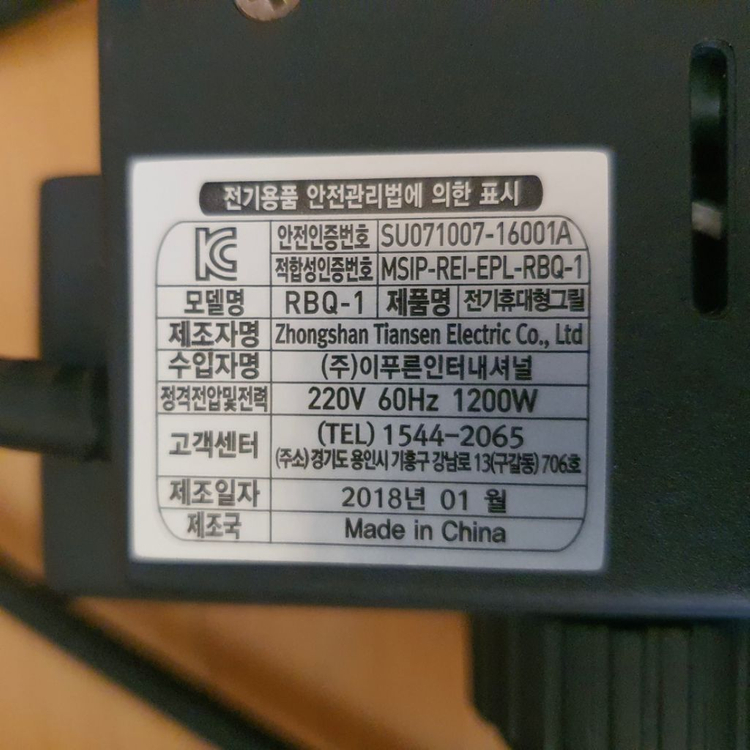 전기용품 안전관리법에 의한 표시
KC 안전인증번호 SU071007-16001A
적합성인증번호 MSIP-REI-EPL-RBQ-1
모델명 RBQ-1 제품명 전기휴대형그릴
제조자명 Zhongshan Tiansen Electric Co., Ltd
수입자명 (주)이푸른인터내셔널
정격전압및전력 220V 60Hz 1200W
고객센터 (TEL) 1544-2065
(주소) 경기도 용인시 기흥구 강남로 13(구갈동) 706호
제조일자 2018년 01 월
제조국 Made in China